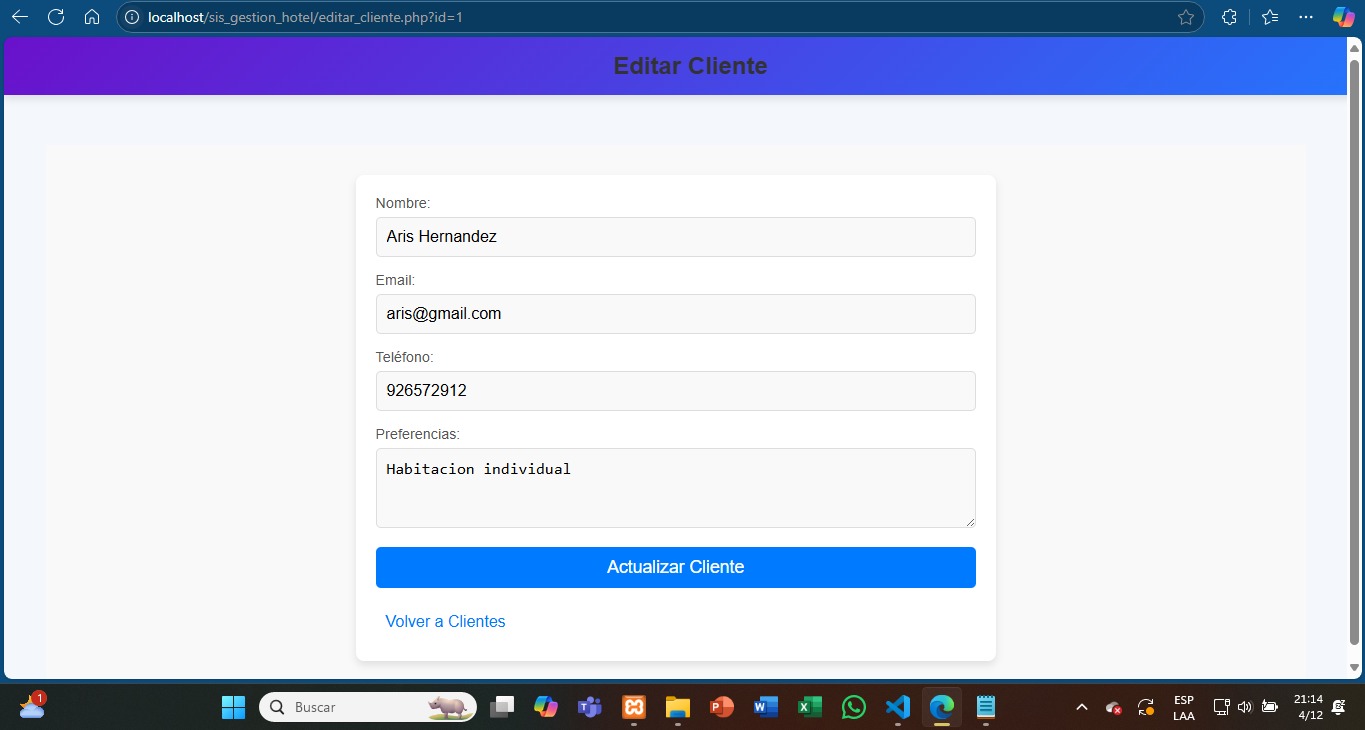 localhost/sis_gestion_hotel/editar_cliente.php?id=1
Editar Cliente
Nombre:
Aris Hernandez
Email:
aris@gmail.com
Teléfono:
926572912
Preferencias:
Habitacion individual
Actualizar Cliente
Volver a Clientes
1
Buscar
ESP
LAA
21:14
4/12